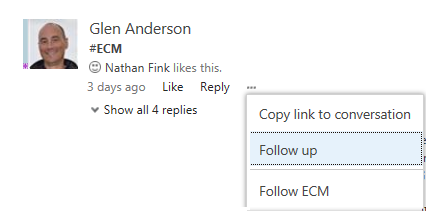 Glen Anderson
#ECM
Nathan Fink likes this.
3 days ago Like Reply ...
Show all 4 replies
Copy link to conversation
Follow up
Follow ECM